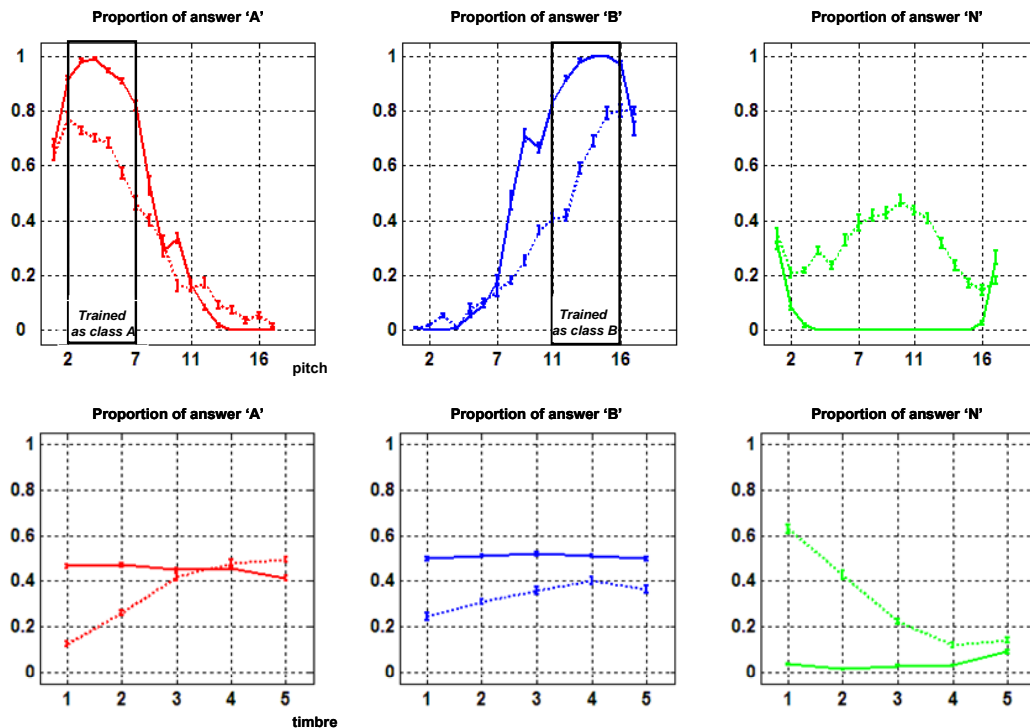 Proportion of answer ‘A’ Proportion of answer ‘B’ Proportion of answer ‘N’
1 1 1
0.8 0.8 0.8
0.6 0.6 0.6
0.4 0.4 0.4
0.2 0.2 0.2
Trained as class A
Trained as class B
0 0 0
2 7 11 16 2 7 11 16 2 7 11 16
pitch
Proportion of answer ‘A’ Proportion of answer ‘B’ Proportion of answer ‘N’
1 1 1
0.8 0.8 0.8
0.6 0.6 0.6
0.4 0.4 0.4
0.2 0.2 0.2
0 0 0
1 2 3 4 5 1 2 3 4 5 1 2 3 4 5
timbre